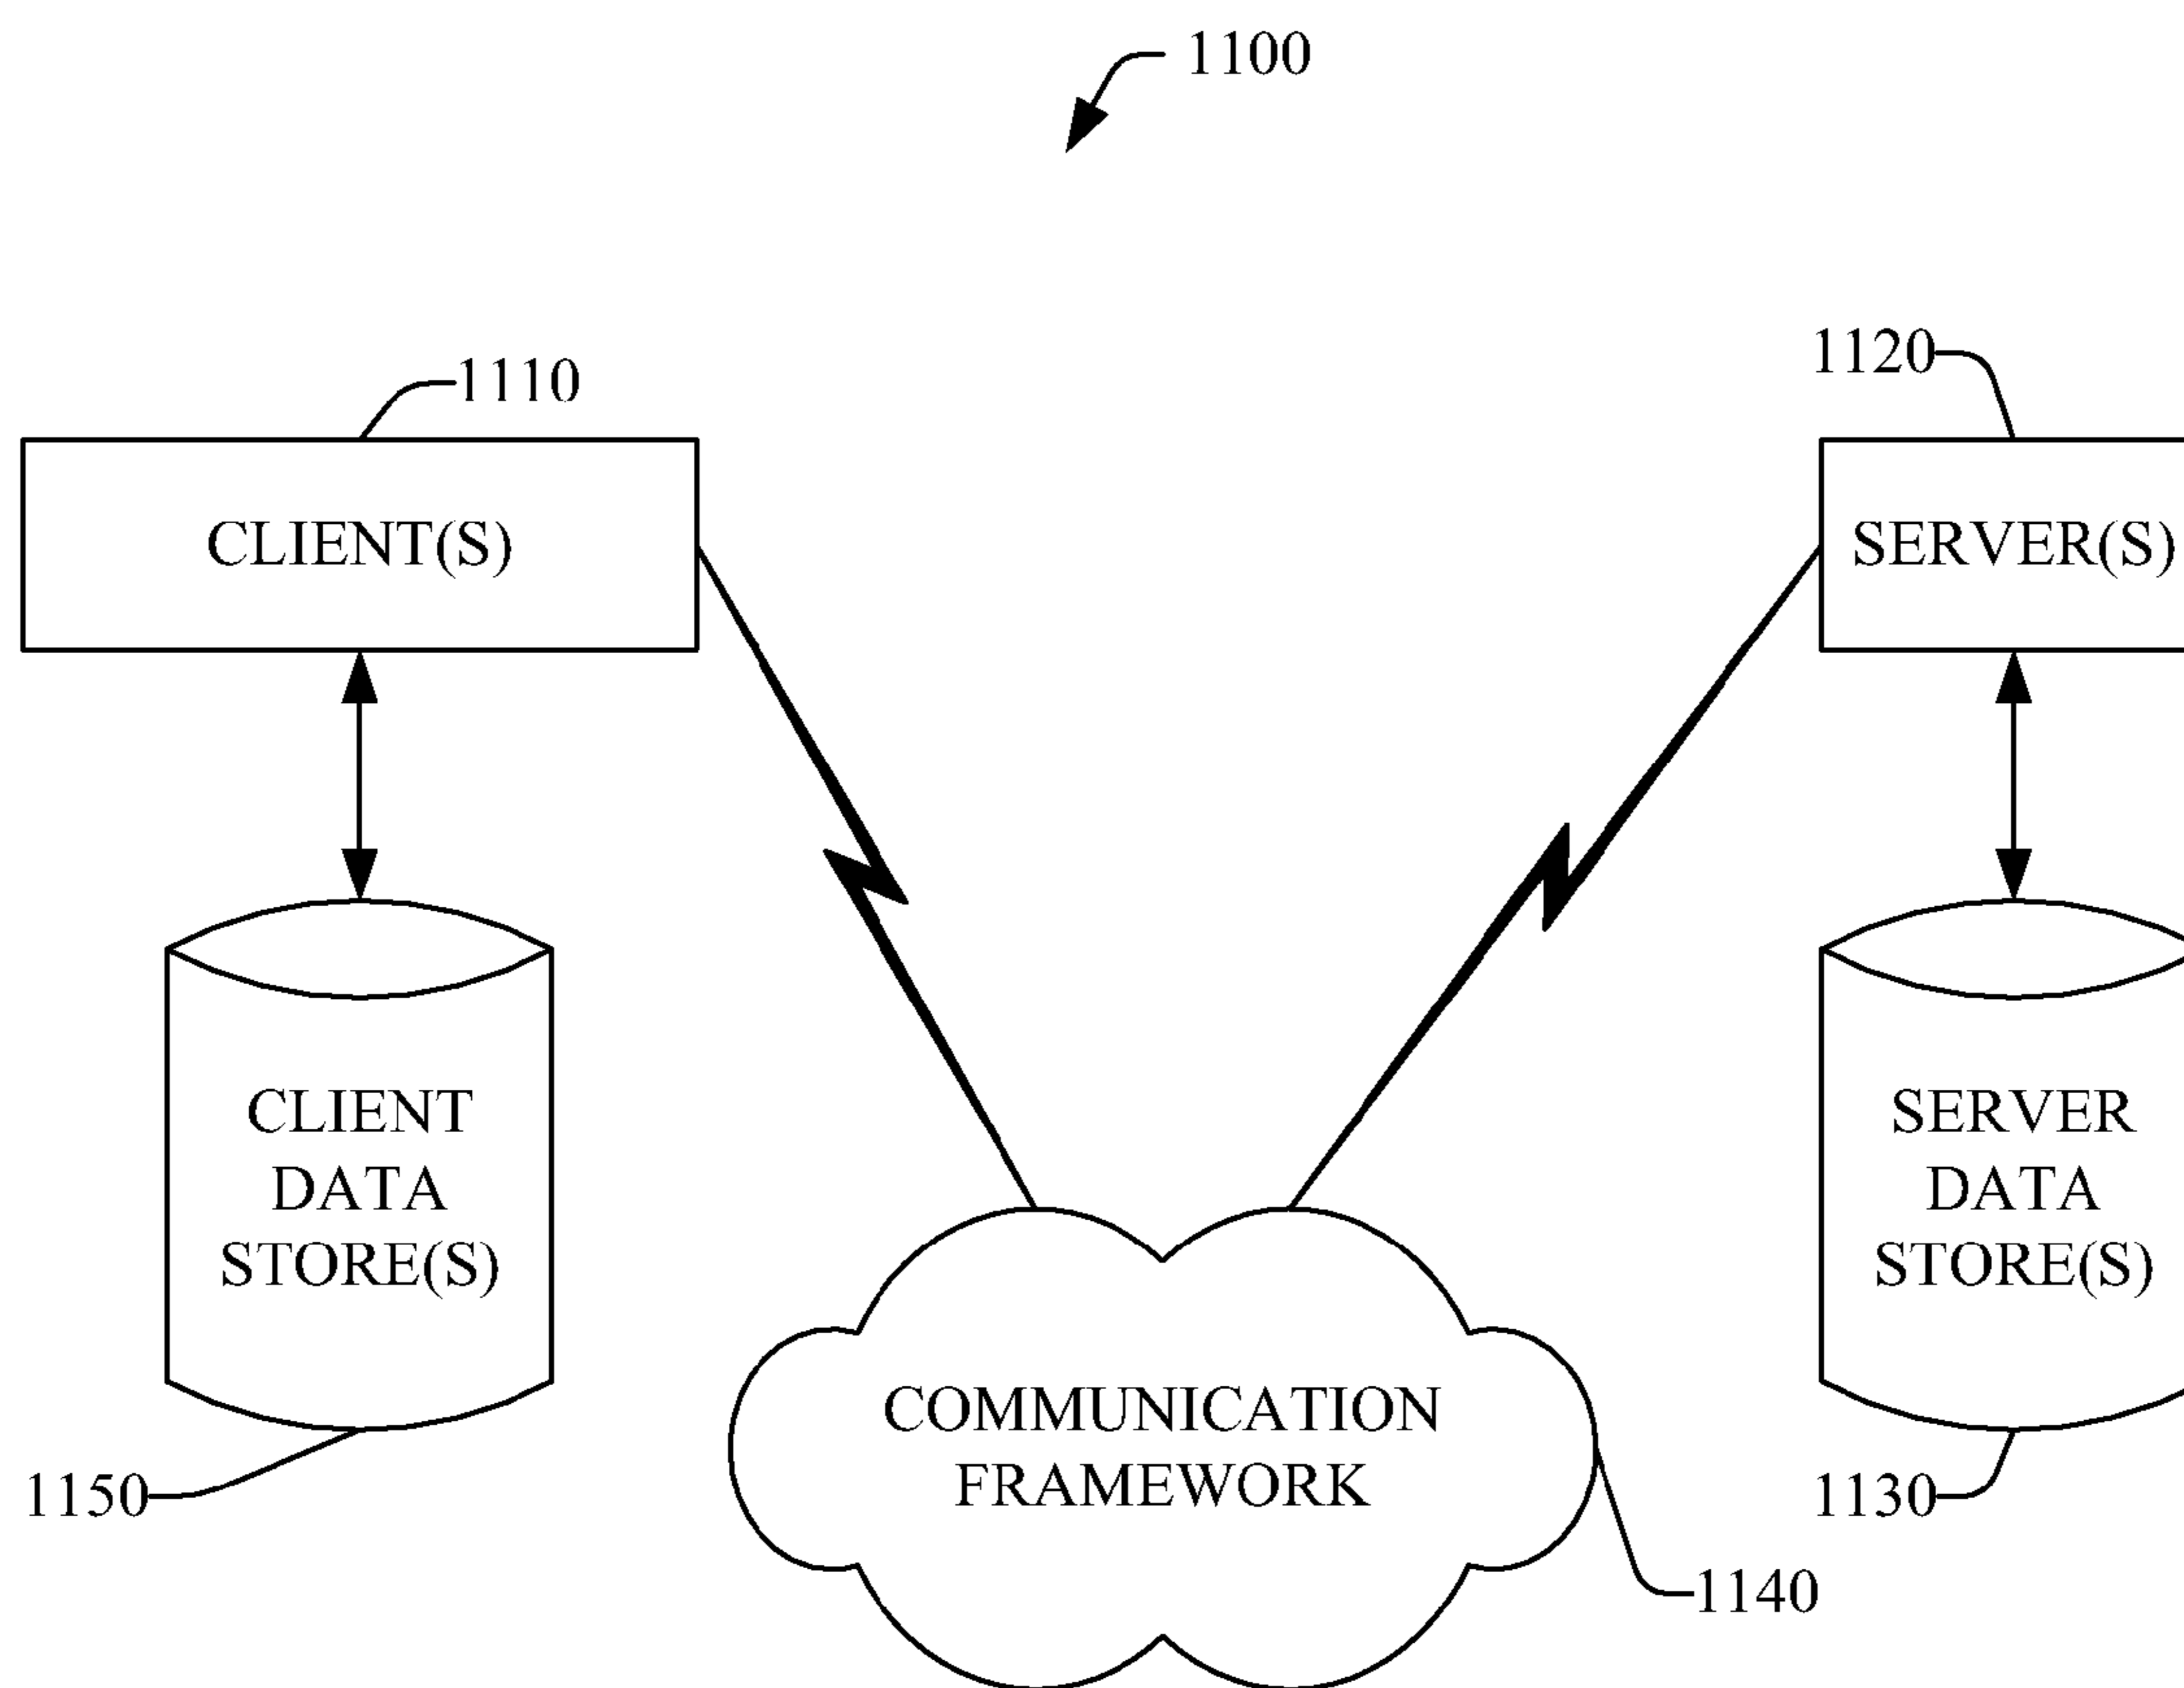 1100
1110
1120
CLIENT(S)
SERVER(S)
CLIENT
DATA
STORE(S)
SERVER
DATA
STORE(S)
COMMUNICATION
FRAMEWORK
1150
1130
1140